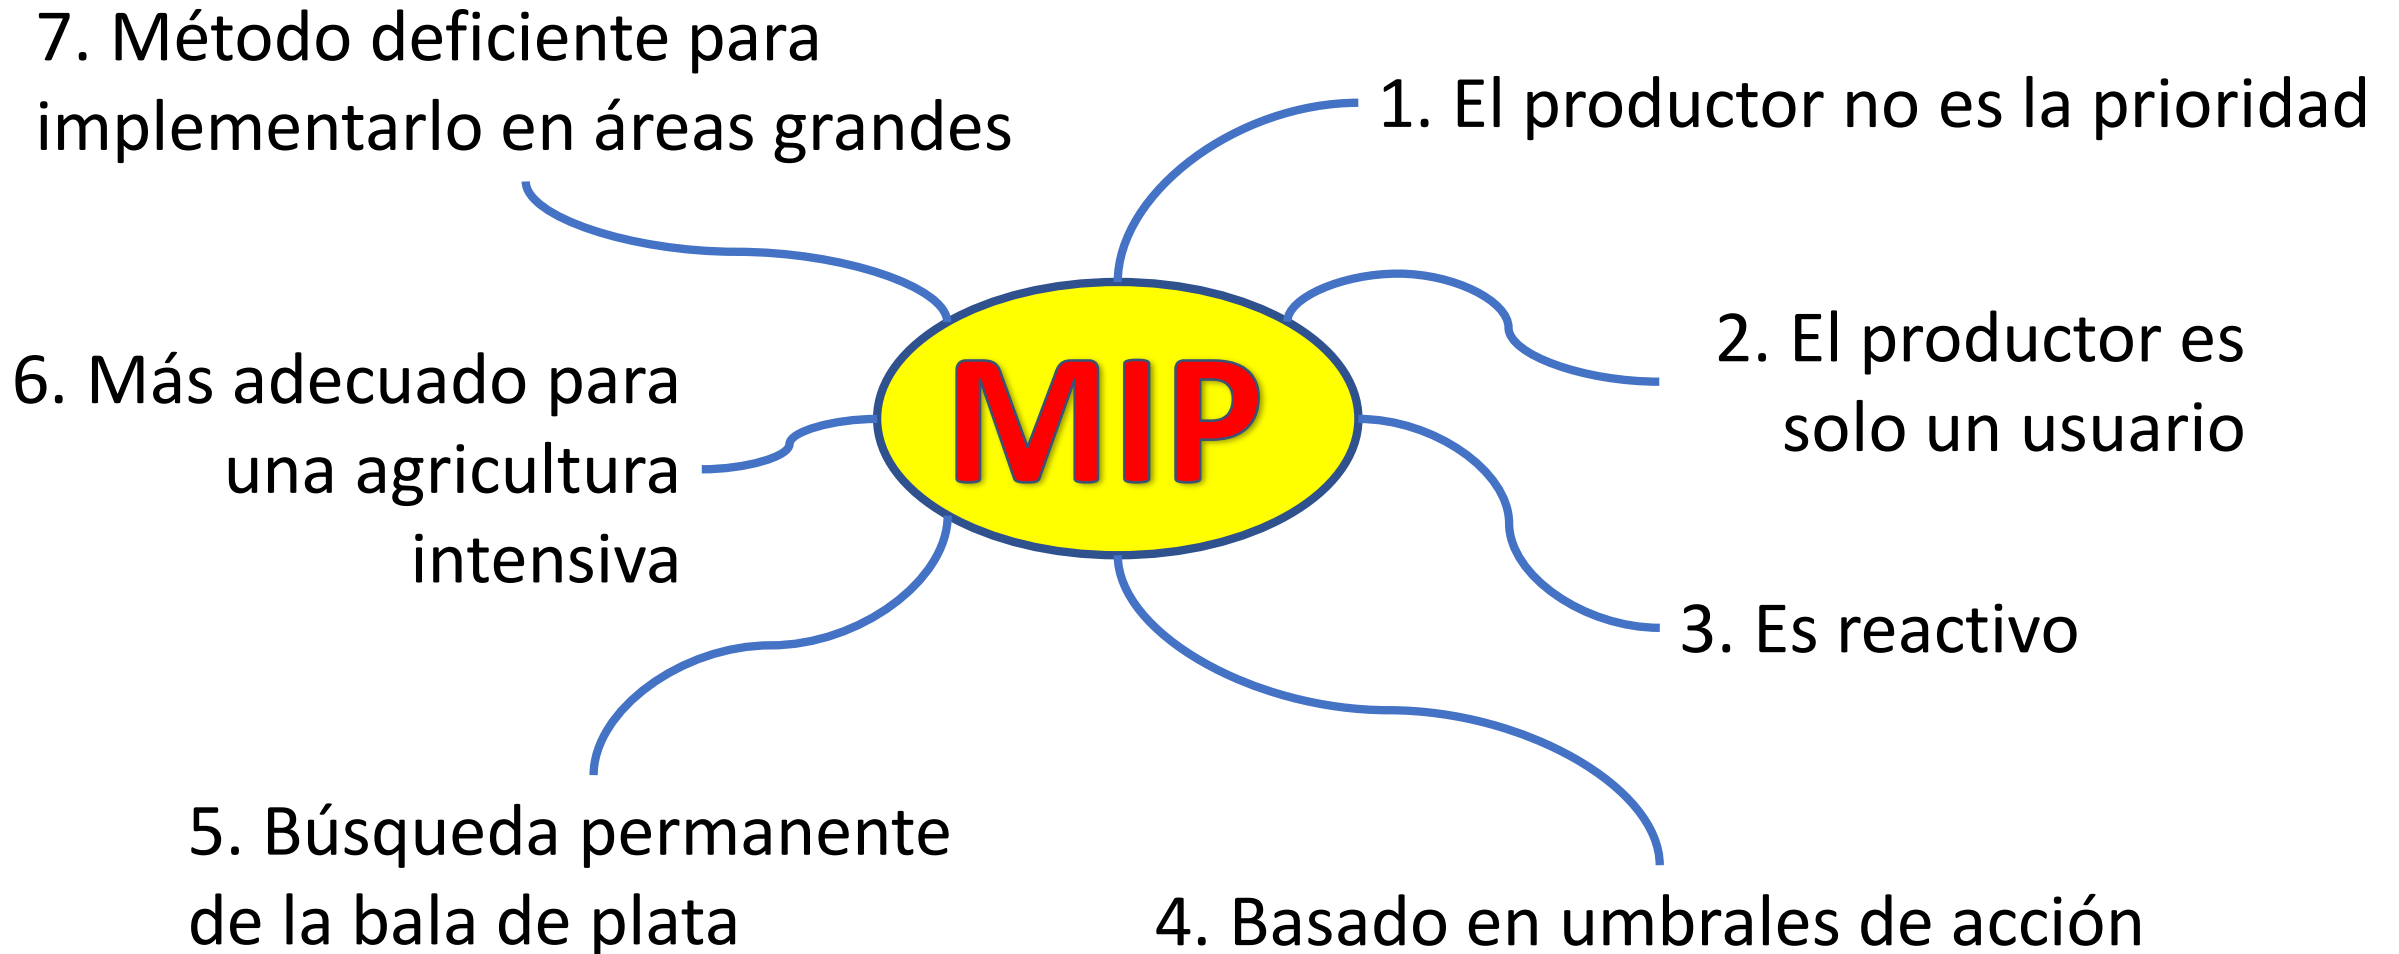 7. Método deficiente para
implementarlo en áreas grandes
1. El productor no es la prioridad
2. El productor es
solo un usuario
MIP
6. Más adecuado para
una agricultura
intensiva
3. Es reactivo
5. Búsqueda permanente
de la bala de plata
4. Basado en umbrales de acción